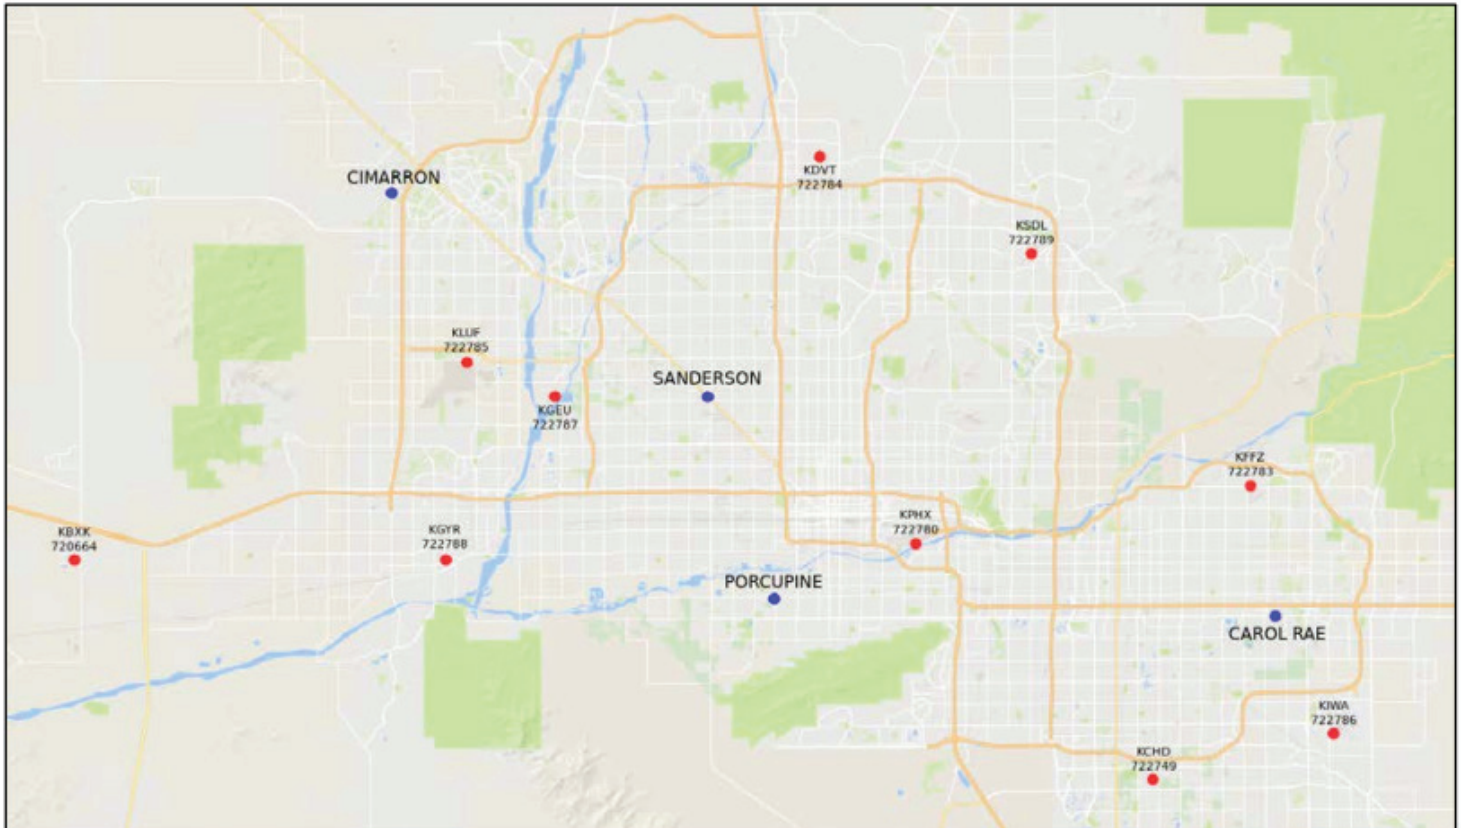 KDVT
722784
CIMARRON
KSDL
722789
KLUF
722785
SANDERSON
KGEU
722787
KFFZ
722783
KPHX
722780
KBXK
720664
KGYR
722788
PORCUPINE
CAROL RAE
KIWA
722786
KCHD
722749